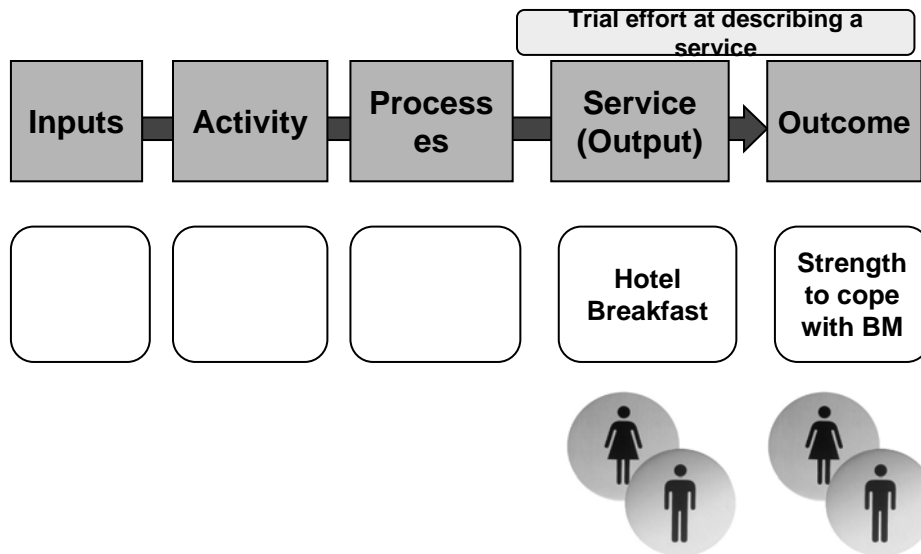 Trial effort at describing a
service
Inputs
Activity
Process
es
Service
(Output)
Outcome
Hotel
Breakfast
Strength
to cope
with BM